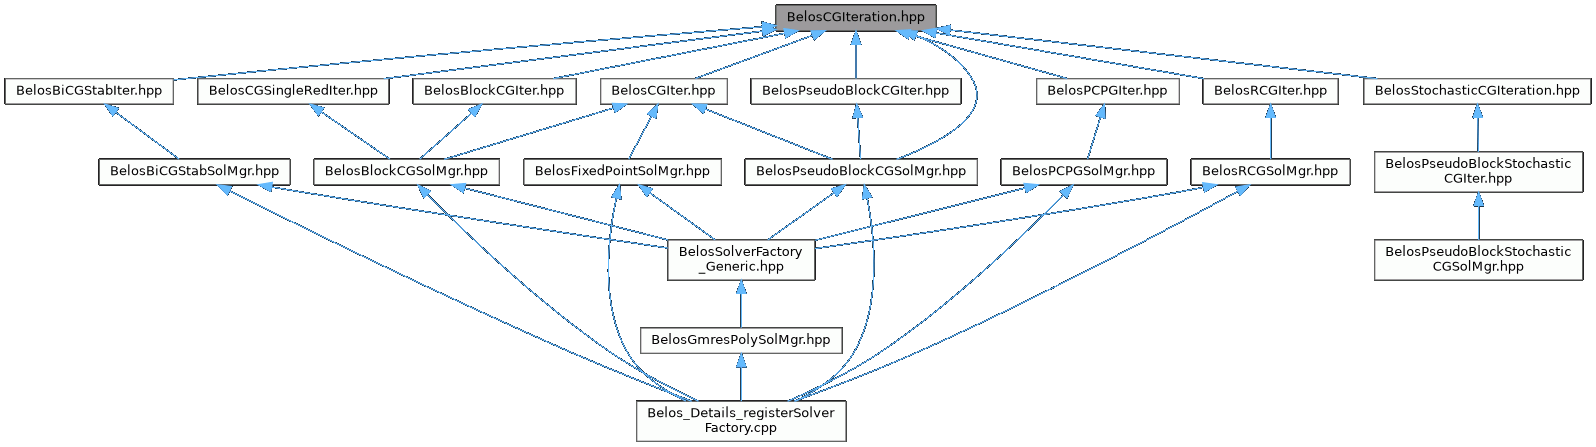 BelosCGIteration.hpp
BelosBiCGStabIter.hpp
BelosCGSingleRedIter.hpp
BelosBlockCGIter.hpp
BelosCGIter.hpp
BelosPseudoBlockCGIter.hpp
BelosPCPGIter.hpp
BelosRCGIter.hpp
BelosStochasticCGIteration.hpp
BelosBiCGStabSolMgr.hpp
BelosBlockCGSolMgr.hpp
BelosFixedPointSolMgr.hpp
BelosPseudoBlockCGSolMgr.hpp
BelosPCPGSolMgr.hpp
BelosRCGSolMgr.hpp
BelosPseudoBlockStochastic
CGIter.hpp
BelosSolverFactory
_Generic.hpp
BelosPseudoBlockStochastic
CGSolMgr.hpp
BelosGmresPolySolMgr.hpp
Belos_Details_registerSolver
Factory.cpp